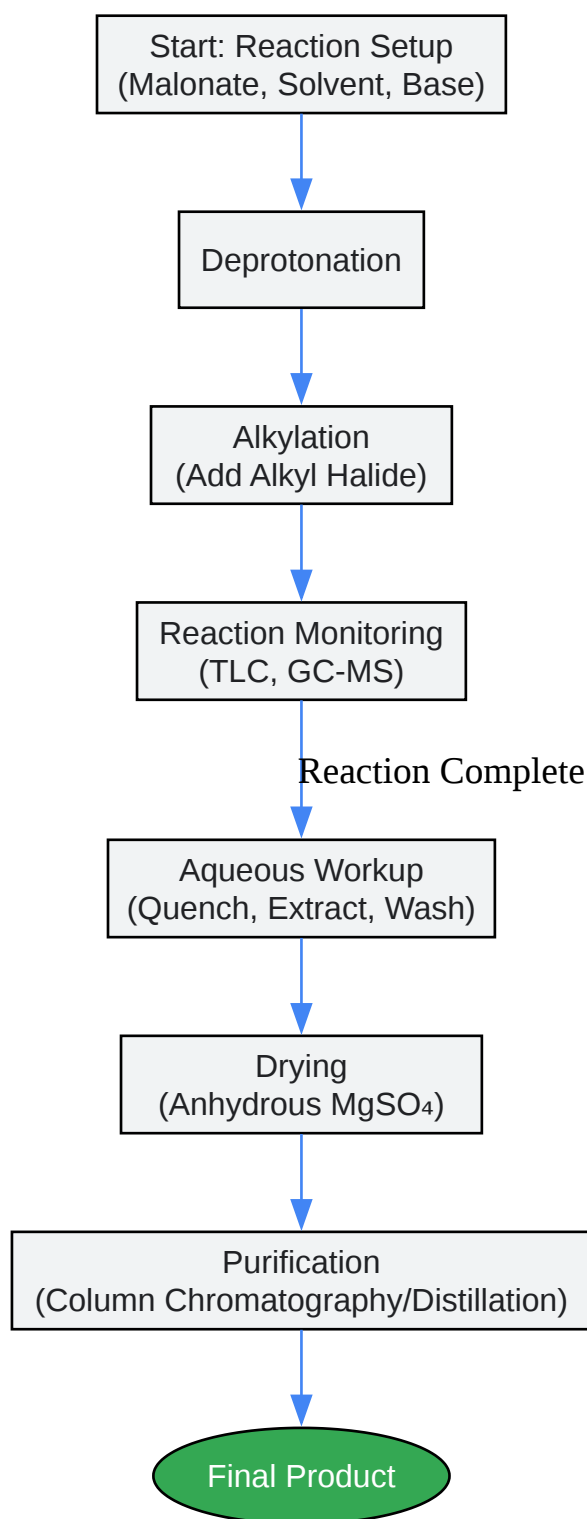 Start: Reaction Setup
(Malonate, Solvent, Base)
Deprotonation
Alkylation
(Add Alkyl Halide)
Reaction Monitoring
(TLC, GC-MS)
Reaction Complete
Aqueous Workup
(Quench, Extract, Wash)
Drying
(Anhydrous MgSO₄)
Purification
(Column Chromatography/Distillation)
Final Product